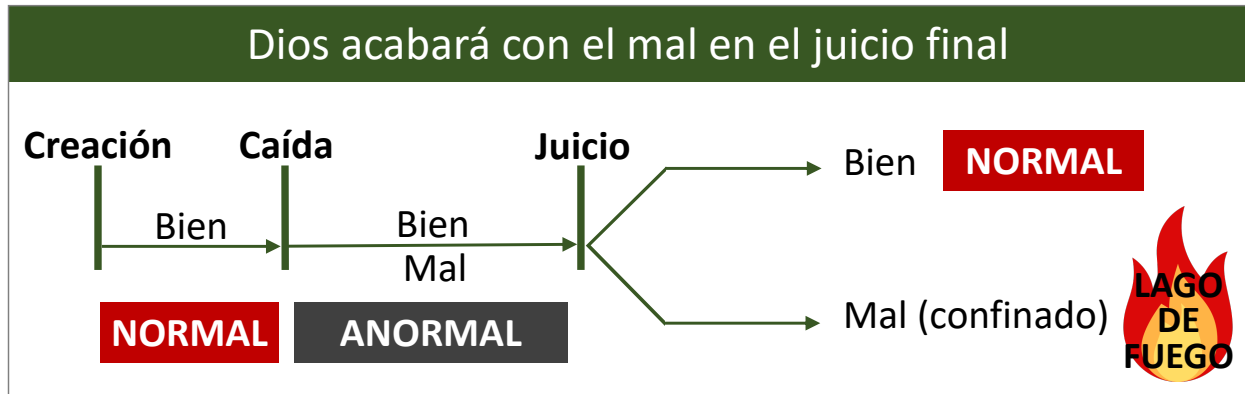 Dios acabará con el mal en el juicio final
Creación
Caída
Juicio
Bien
NORMAL
Bien
Bien
Mal
Mal (confinado)
LAGO
DE
FUEGO
NORMAL
ANORMAL